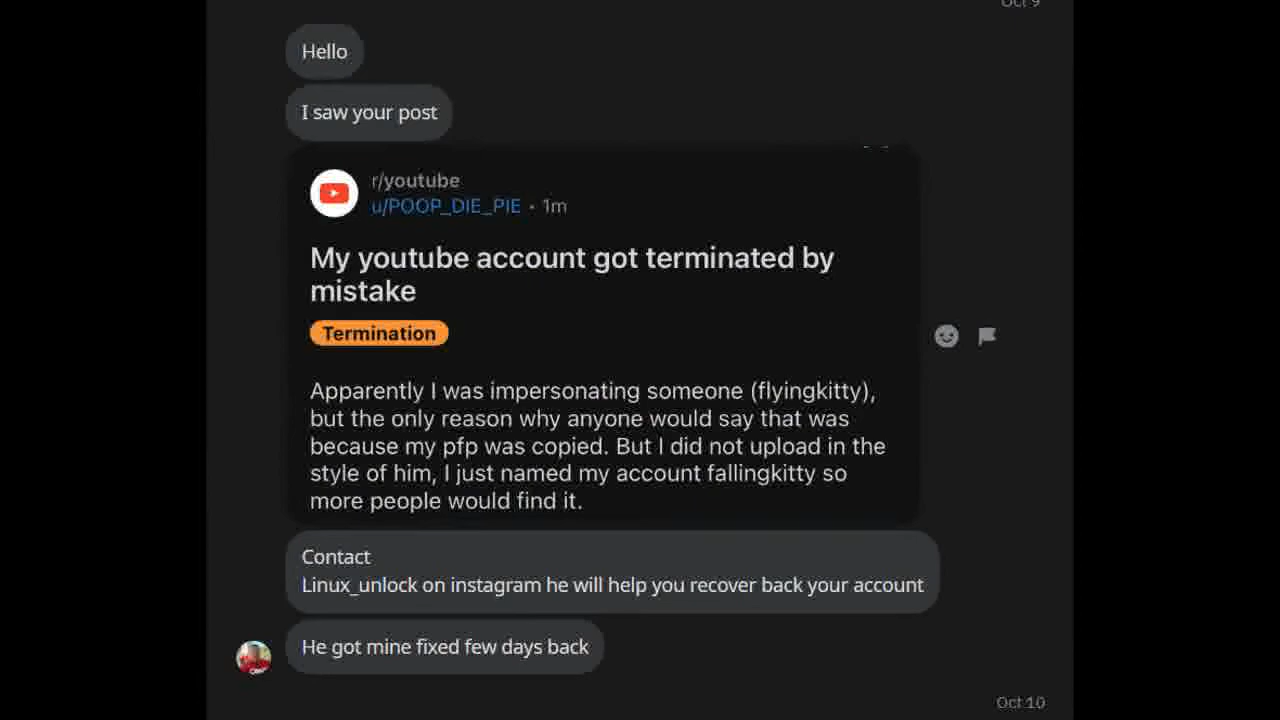 Oct 9
Hello
I saw your post
r/youtube
u/POOP_DIE_PIE • 1m
My youtube account got terminated by
mistake
Termination
Apparently I was impersonating someone (flyingkitty),
but the only reason why anyone would say that was
because my pfp was copied. But I did not upload in the
style of him, I just named my account fallingkitty so
more people would find it.
Contact
Linux_unlock on instagram he will help you recover back your account
He got mine fixed few days back
Oct 10